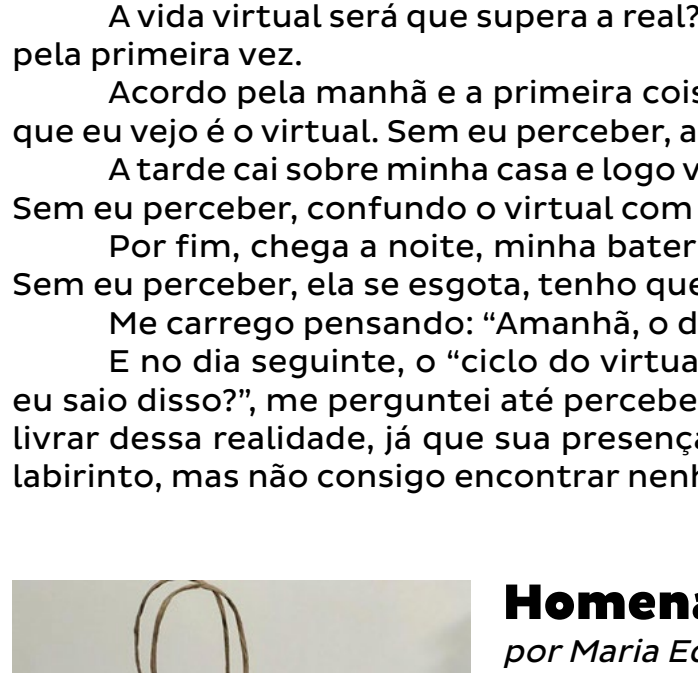 A vida virtual será que supera a real?
pela primeira vez.
Acordo pela manhã e a primeira cois
que eu vejo é o virtual. Sem eu perceber, a
A tarde cai sobre minha casa e logo v
Sem eu perceber, confundo o virtual com
Por fim, chega a noite, minha bater
Sem eu perceber, ela se esgota, tenho que
Me carrego pensando: “Amanhã, o d
E no dia seguinte, o “ciclo do virtua
eu saio disso?”, me perguntei até percebe
livrar dessa realidade, já que sua presença
labirinto, mas não consigo encontrar nenh
Homena
por Maria Ed